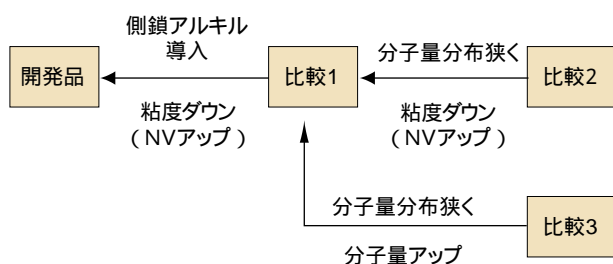 側鎖アルキル
導入
分子量分布狭く
開発品
比較1
比較2
粘度ダウン
(NVアップ)
粘度ダウン
(NVアップ)
分子量分布狭く
比較3
分子量アップ